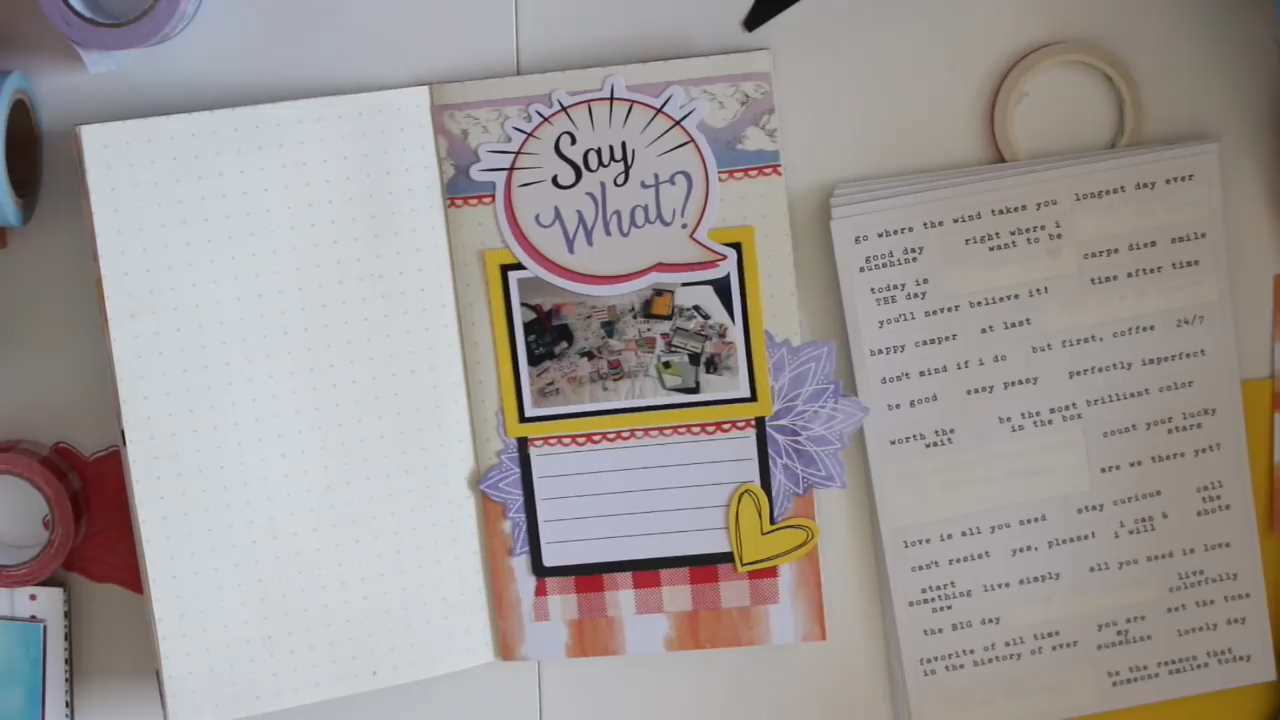 Say
What?
go where the wind takes you
longest day ever
good day
sunshine
right where i
want to be
carpe diem
smile
today is
THE day
time after time
you'll never believe it!
happy camper
at last
but first, coffee
24/7
don't mind if i do
perfectly imperfect
be good
easy peasy
be the most brilliant color
in the box
worth the
wait
count your lucky
stars
are we there yet?
love is all you need
stay curious
call
the
shots
can't resist
yes, please!
i can &
i will
all you need is love
start
something
new
live simply
live
colorfully
the BIG day
you are
my
sunshine
set the tone
favorite of all time
in the history of ever
lovely day
be the reason that
someone smiles today